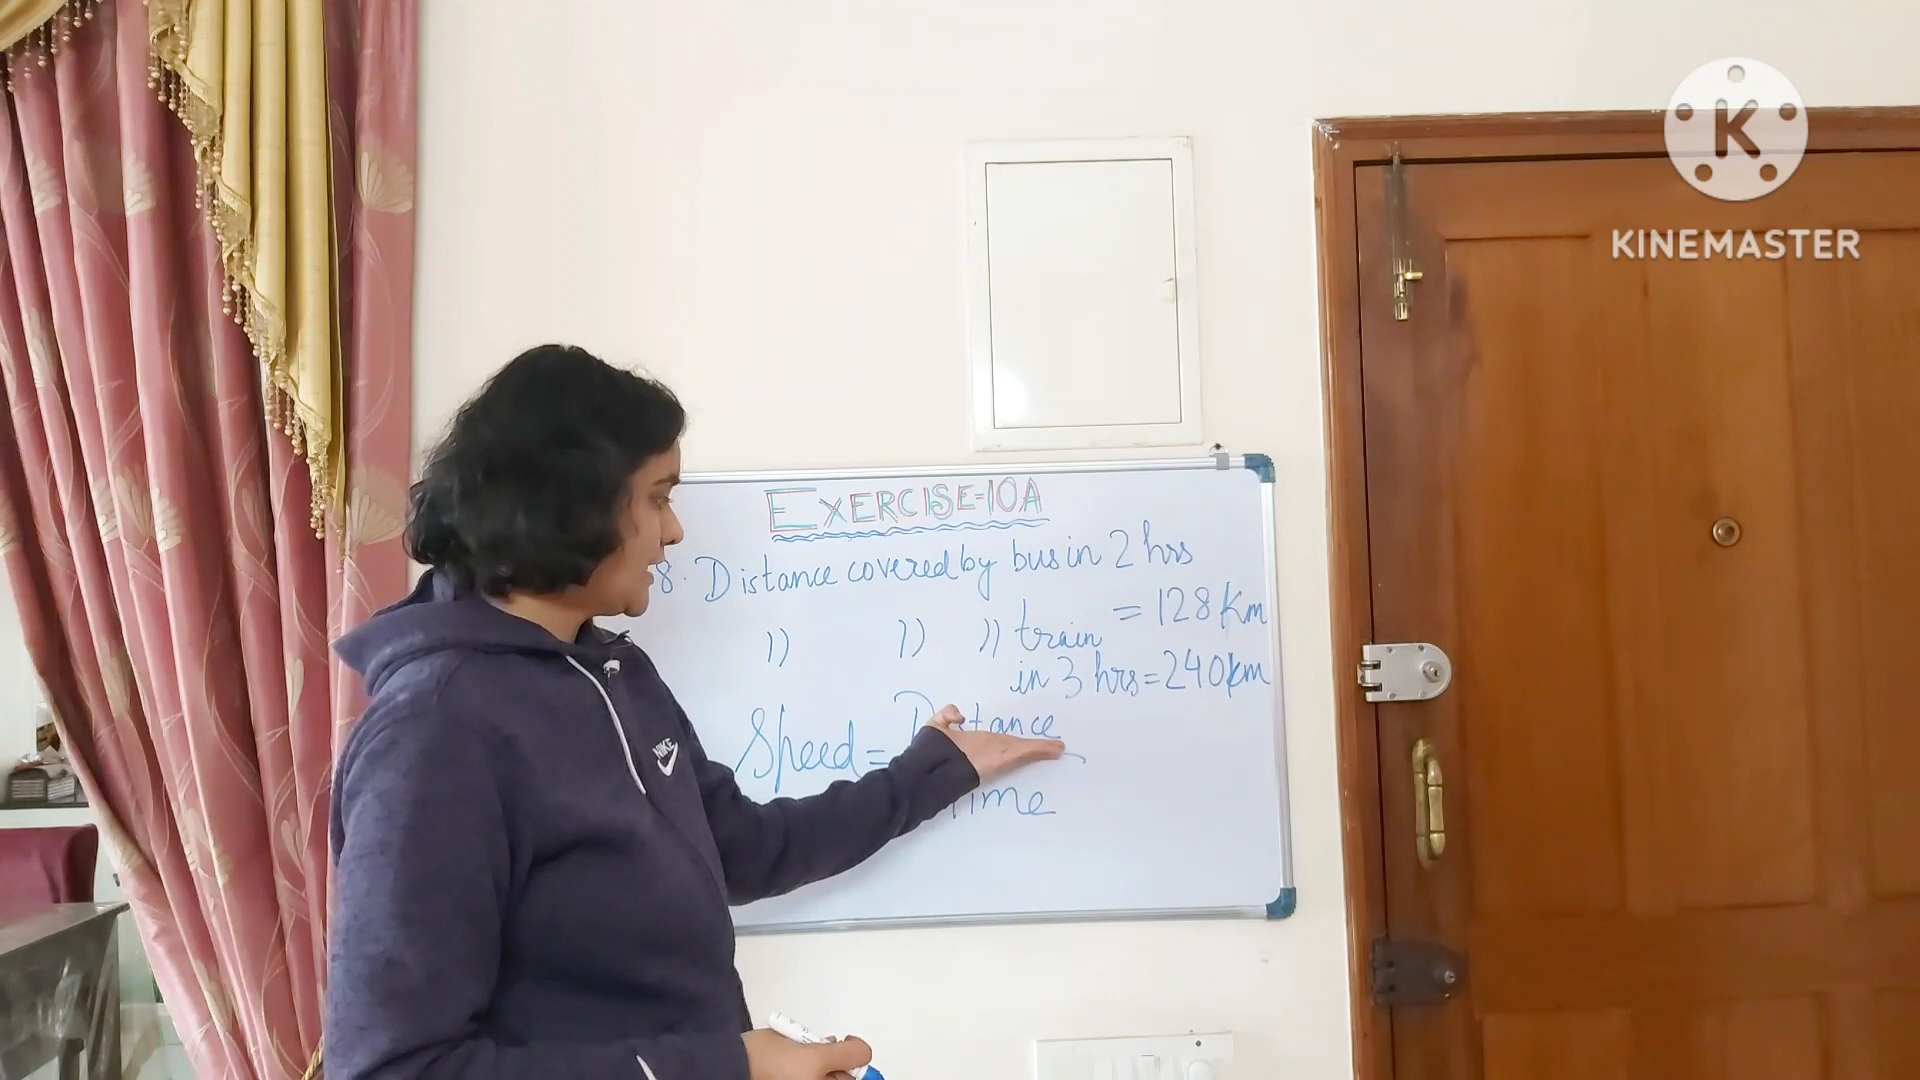 KINEMASTER
EXERCISE=10A
8. Distance covered by bus in 2 hrs
= 128 Km
)) )) )) train
in 3 hrs = 240 km
Speed = Distance
Time
NIKE